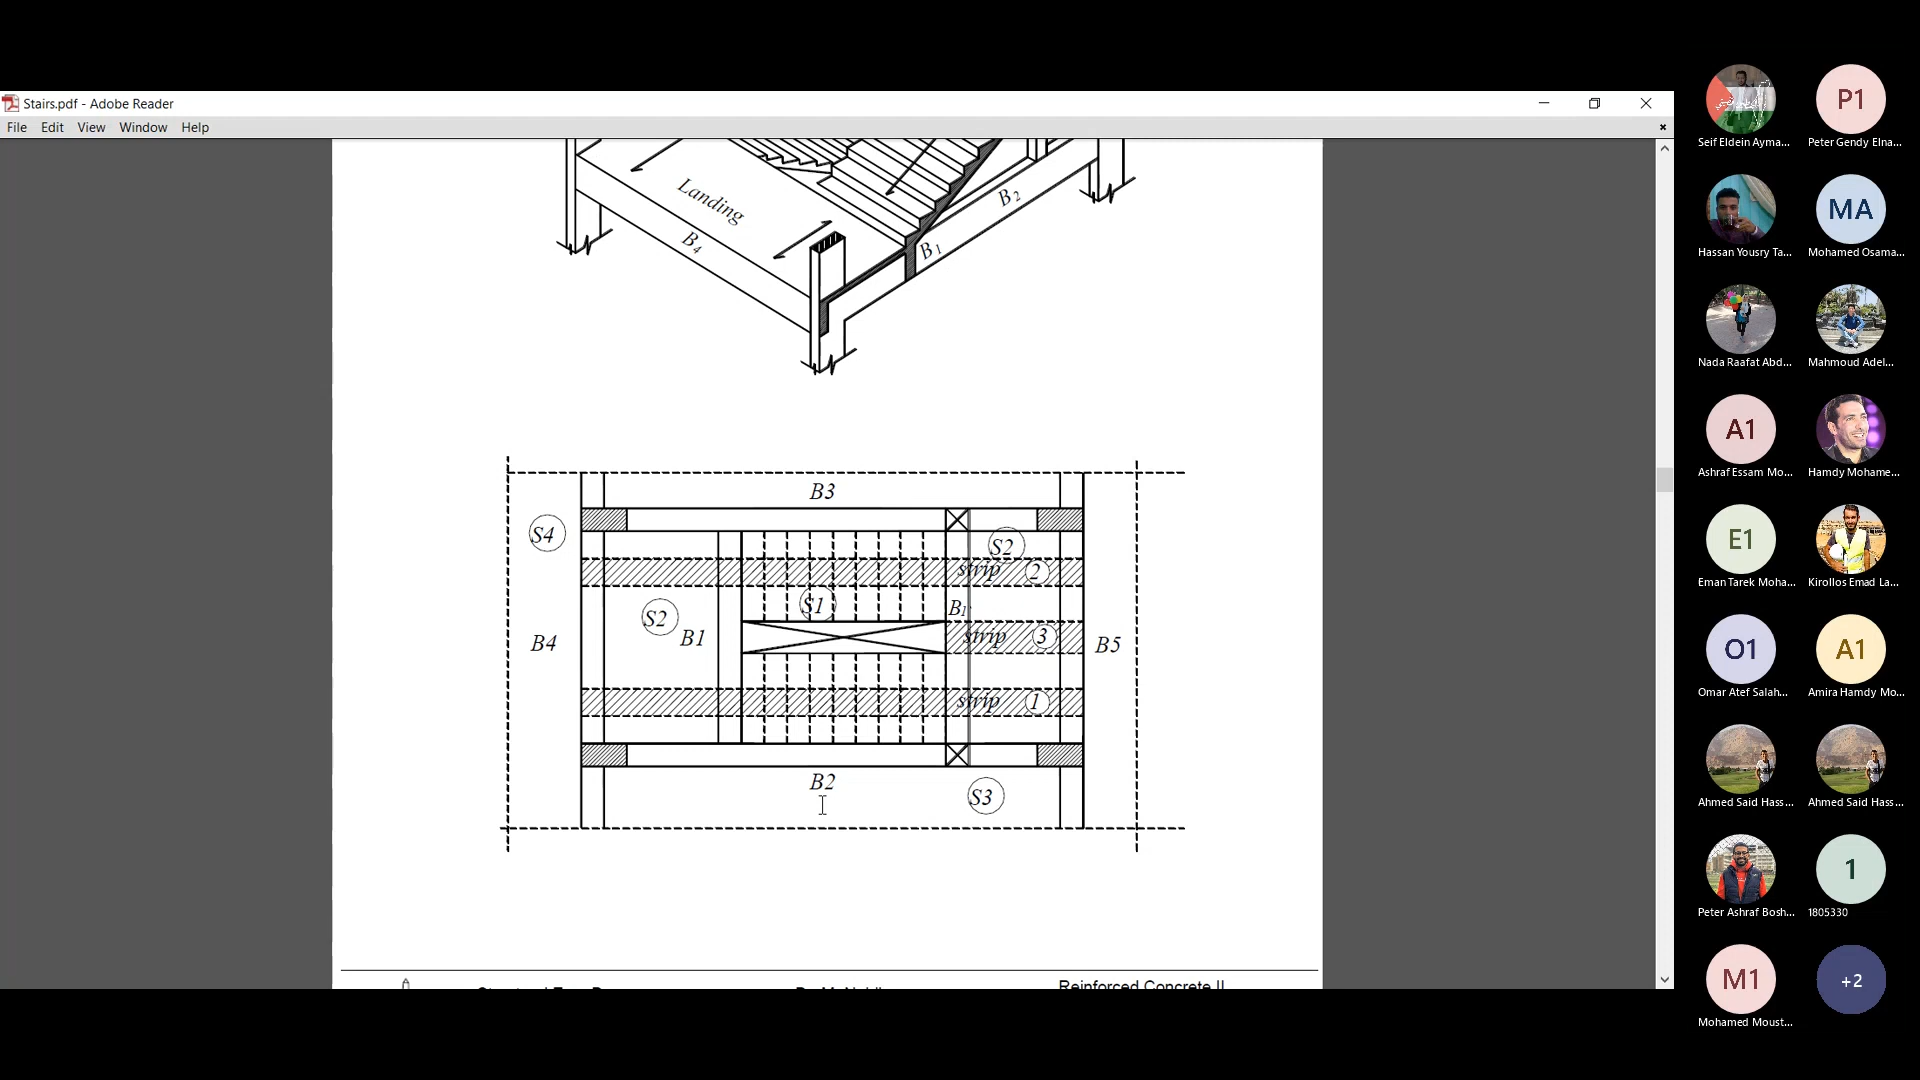 Stairs.pdf - Adobe Reader
File Edit View Window Help
Landing
B4
B1
B2
B3
S4
S2
strip 2
S1
S2
B1
B1
strip 3
B4
B5
strip 1
B2
S3
Reinforced Concrete II
Seif Eldein Ayma...
P1
Peter Gendy Elna...
Hassan Yousry Ta...
MA
Mohamed Osama...
Nada Raafat Abd...
Mahmoud Adel...
A1
Ashraf Essam Mo...
Hamdy Mohame...
E1
Eman Tarek Moha...
Kirollos Emad La...
O1
Omar Atef Salah...
A1
Amira Hamdy Mo...
Ahmed Said Hass...
Ahmed Said Hass...
Peter Ashraf Bosh...
1
1805330
M1
Mohamed Moust...
+2